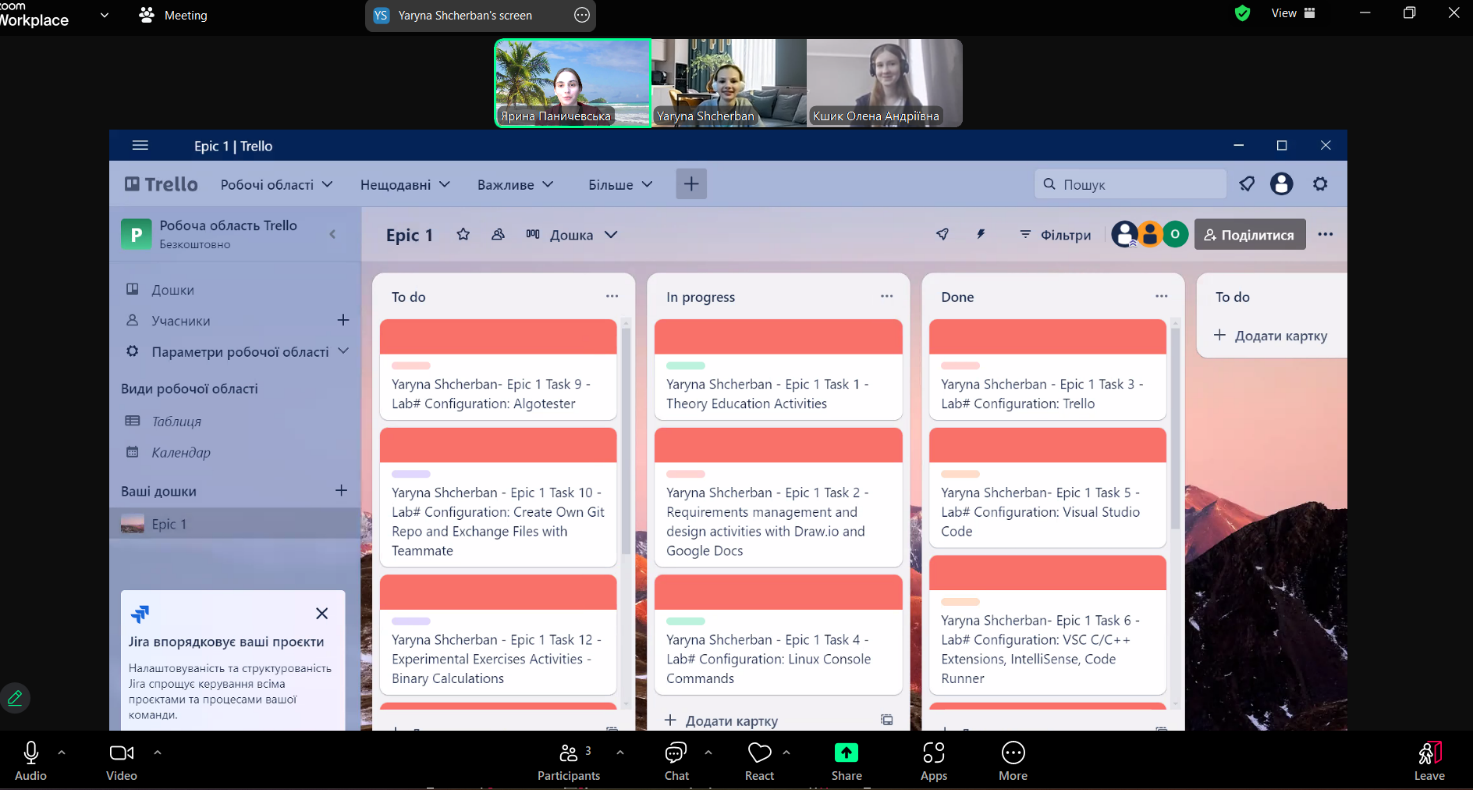 zoom
Workplace
Meeting
YS Yaryna Shcherban's screen
View
Ярина Паничевська
Yaryna Shcherban
Кшик Олена Андріївна
Epic 1 | Trello
Trello
Робочі області
Нещодавні
Важливе
Більше
Пошук
P
Робоча область Trello
Безкоштовно
Epic 1
Дошка
Фільтри
O
Поділитися
Дошки
Учасники
Параметри робочої області
Види робочої області
Таблиця
Календар
Ваші дошки
Epic 1
Jira впорядковує ваші проєкти
Налаштовуваність та структурованість
Jira спрощує керування всіма
проєктами та процесами вашої
команди.
To do
Yaryna Shcherban- Epic 1 Task 9 -
Lab# Configuration: Algotester
Yaryna Shcherban - Epic 1 Task 10 -
Lab# Configuration: Create Own Git
Repo and Exchange Files with
Teammate
Yaryna Shcherban - Epic 1 Task 12 -
Experimental Exercises Activities -
Binary Calculations
In progress
Yaryna Shcherban - Epic 1 Task 1 -
Theory Education Activities
Yaryna Shcherban - Epic 1 Task 2 -
Requirements management and
design activities with Draw.io and
Google Docs
Yaryna Shcherban - Epic 1 Task 4 -
Lab# Configuration: Linux Console
Commands
Додати картку
Done
Yaryna Shcherban - Epic 1 Task 3 -
Lab# Configuration: Trello
Yaryna Shcherban- Epic 1 Task 5 -
Lab# Configuration: Visual Studio
Code
Yaryna Shcherban- Epic 1 Task 6 -
Lab# Configuration: VSC C/C++
Extensions, IntelliSense, Code
Runner
To do
Додати картку
Audio
Video
3
Participants
Chat
React
Share
Apps
More
Leave